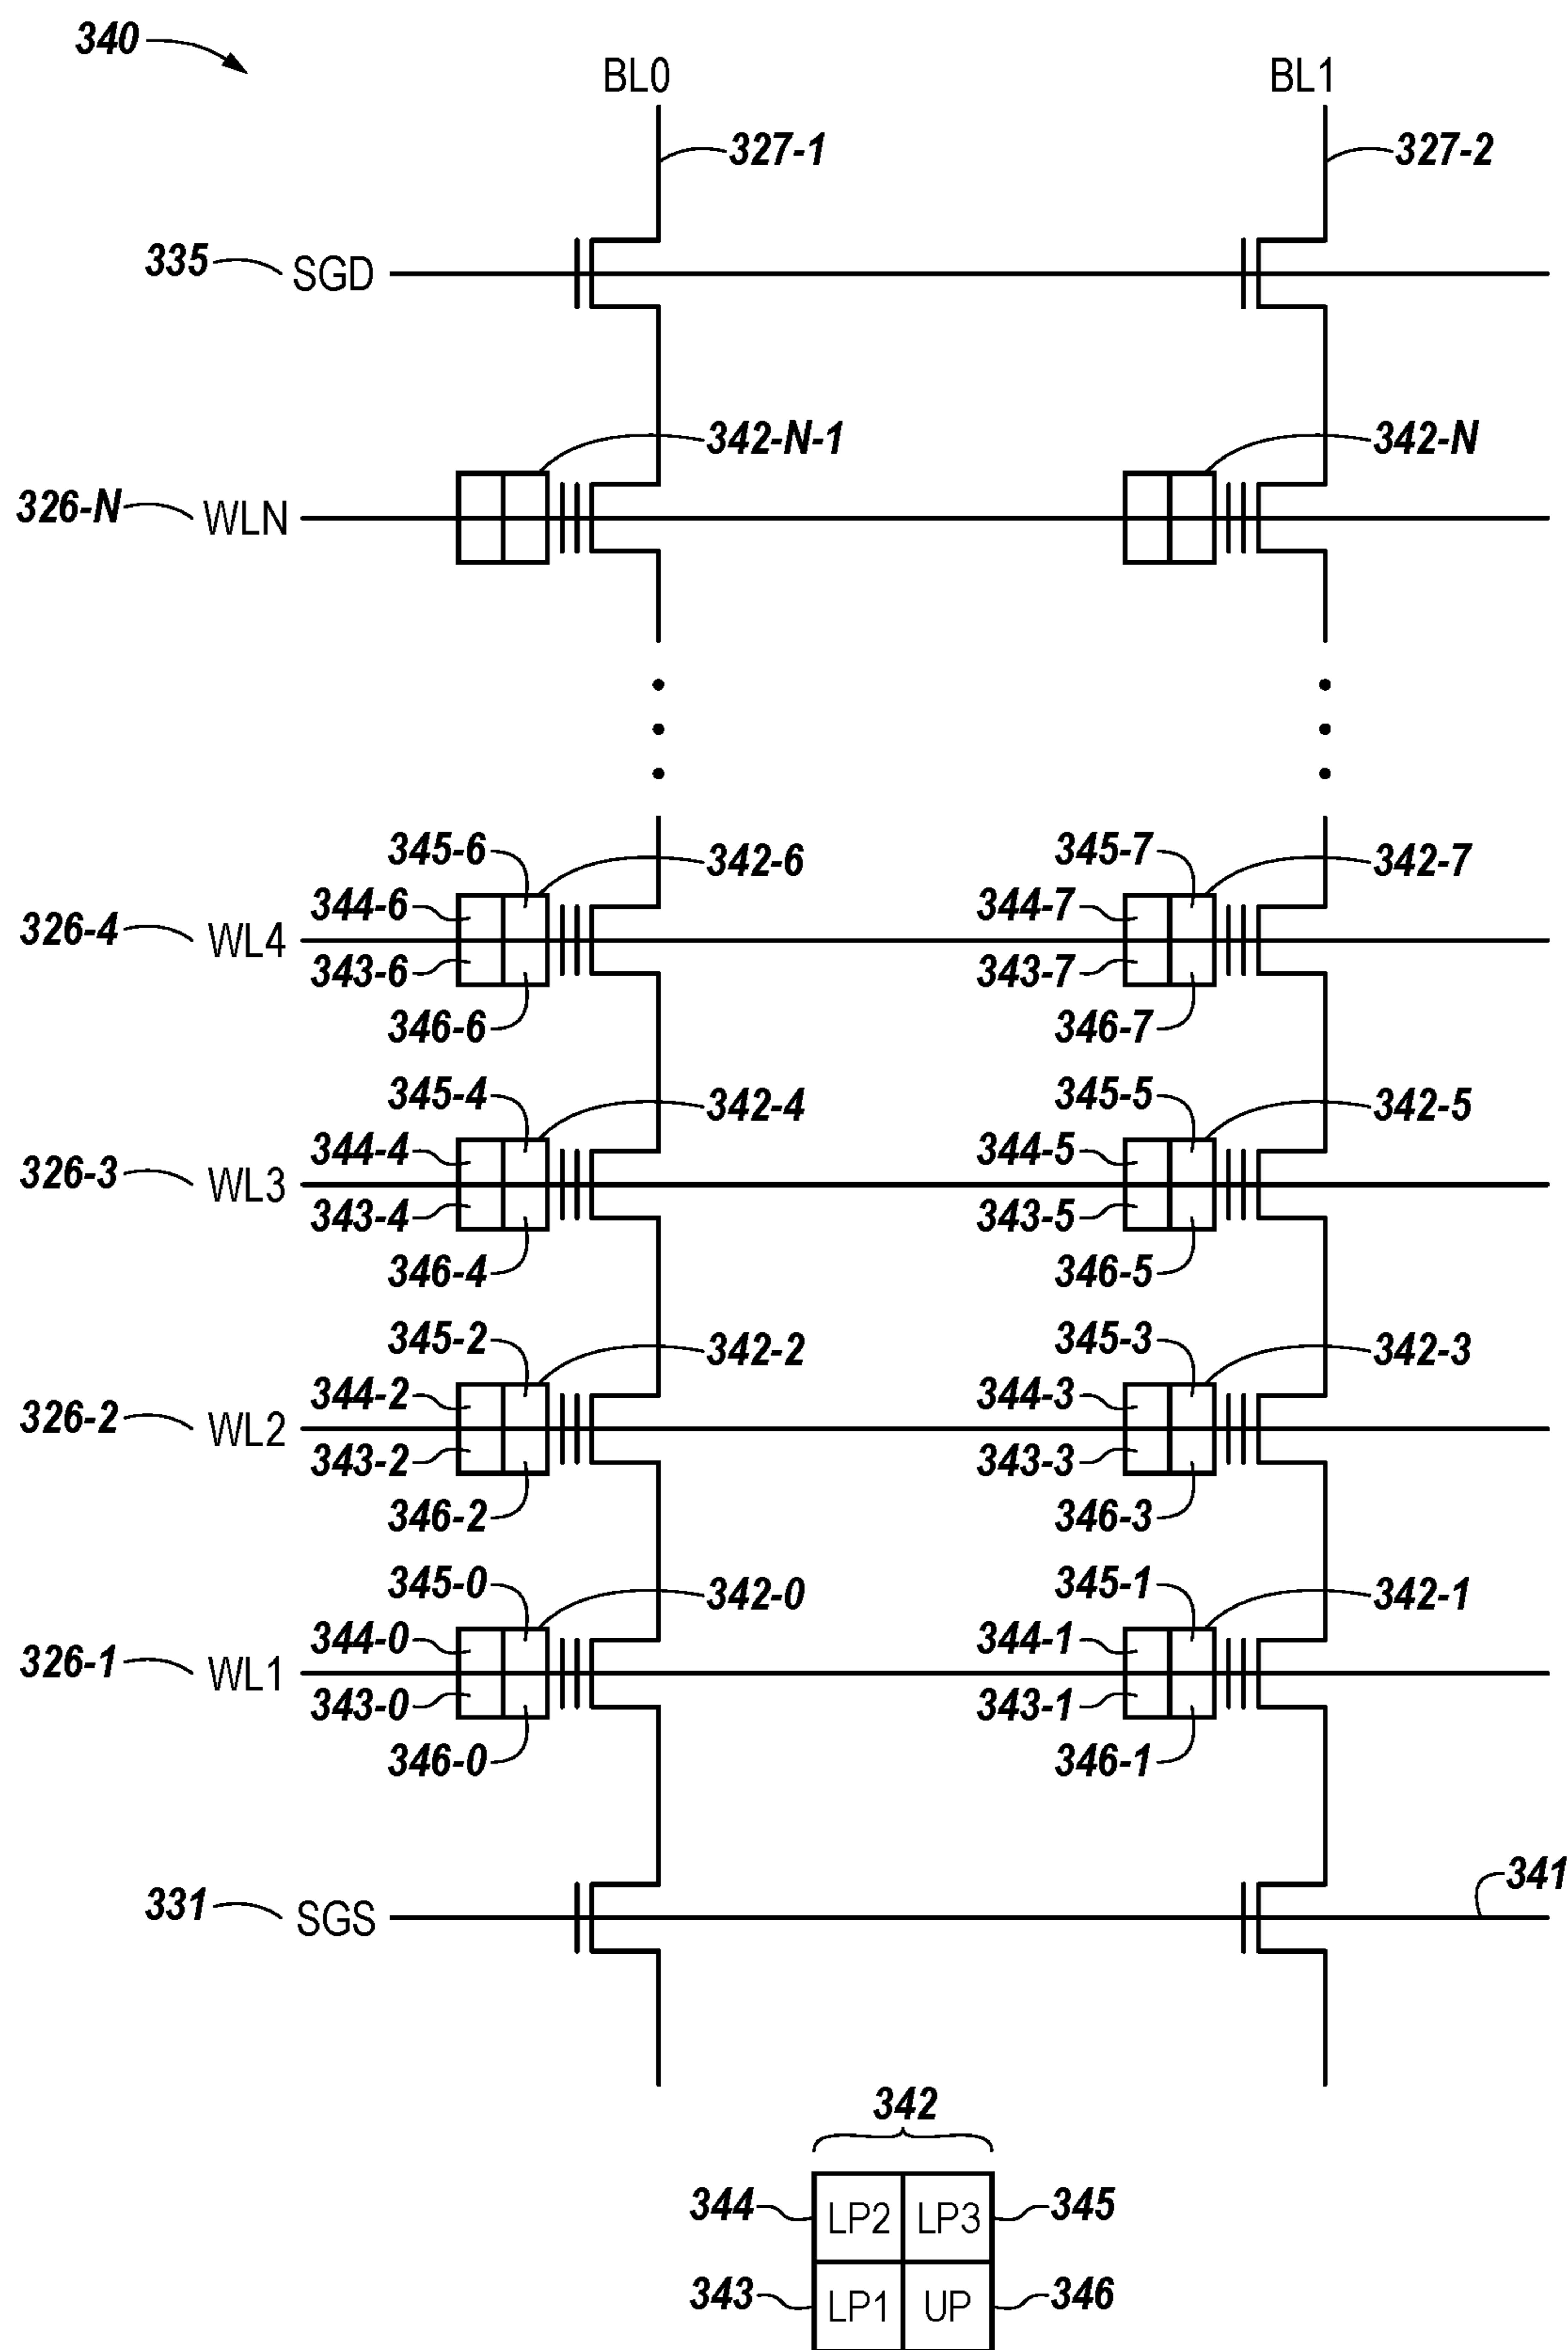 340
BL0 BL1
327-1 327-2
335 SGD
342-N-1 342-N
326-N WLN
345-6 342-6 345-7 342-7
344-6 344-7
326-4 WL4
343-6 343-7
346-6 346-7
345-4 342-4 345-5 342-5
344-4 344-5
326-3 WL3
343-4 343-5
346-4 346-5
345-2 342-2 345-3 342-3
344-2 344-3
326-2 WL2
343-2 343-3
346-2 346-3
345-0 342-0 345-1 342-1
344-0 344-1
326-1 WL1
343-0 343-1
346-0 346-1
341
331 SGS
342
344 LP2 LP3 345
343 LP1 UP 346